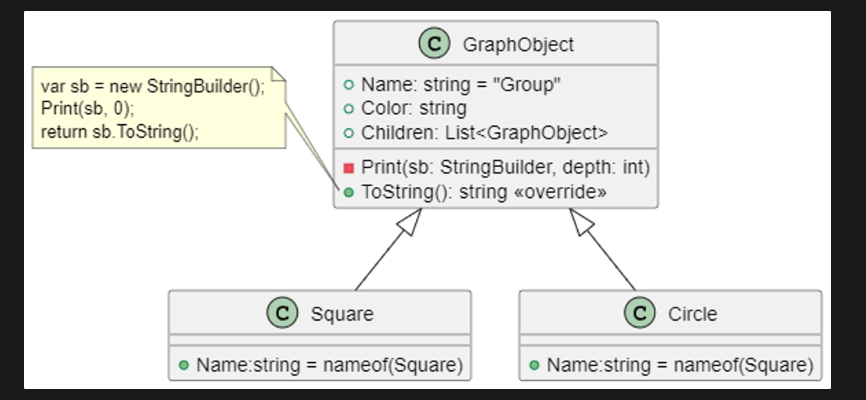 C GraphObject
var sb = new StringBuilder();
Print(sb, 0);
return sb.ToString();
Name: string = "Group"
Color: string
Children: List<GraphObject>
Print(sb: StringBuilder, depth: int)
ToString(): string «override»
C Square
Name:string = nameof(Square)
C Circle
Name:string = nameof(Square)